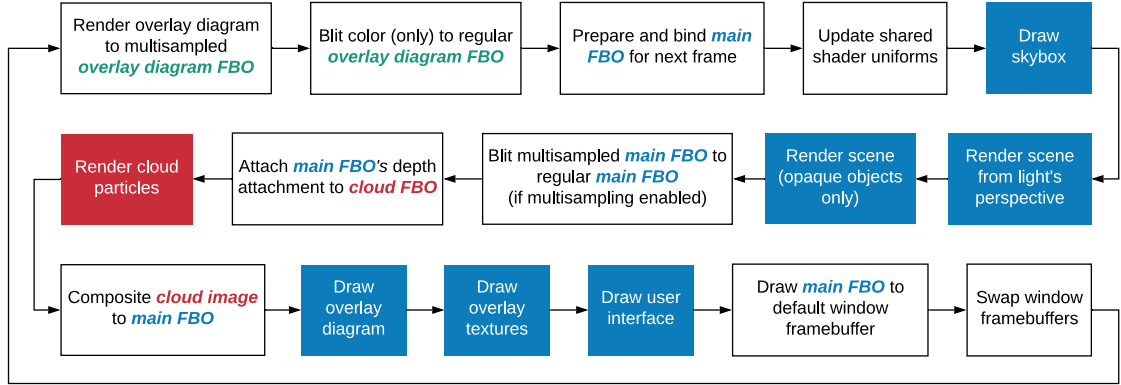 Render overlay diagram
to multisampled
overlay diagram FBO
Blit color (only) to regular
overlay diagram FBO
Prepare and bind main
FBO for next frame
Update shared
shader uniforms
Draw
skybox
Render cloud
particles
Attach main FBO's depth
attachment to cloud FBO
Blit multisampled main FBO to
regular main FBO
(if multisampling enabled)
Render scene
(opaque objects
only)
Render scene
from light's
perspective
Composite cloud image
to main FBO
Draw
overlay
diagram
Draw
overlay
textures
Draw user
interface
Draw main FBO to
default window
framebuffer
Swap window
framebuffers